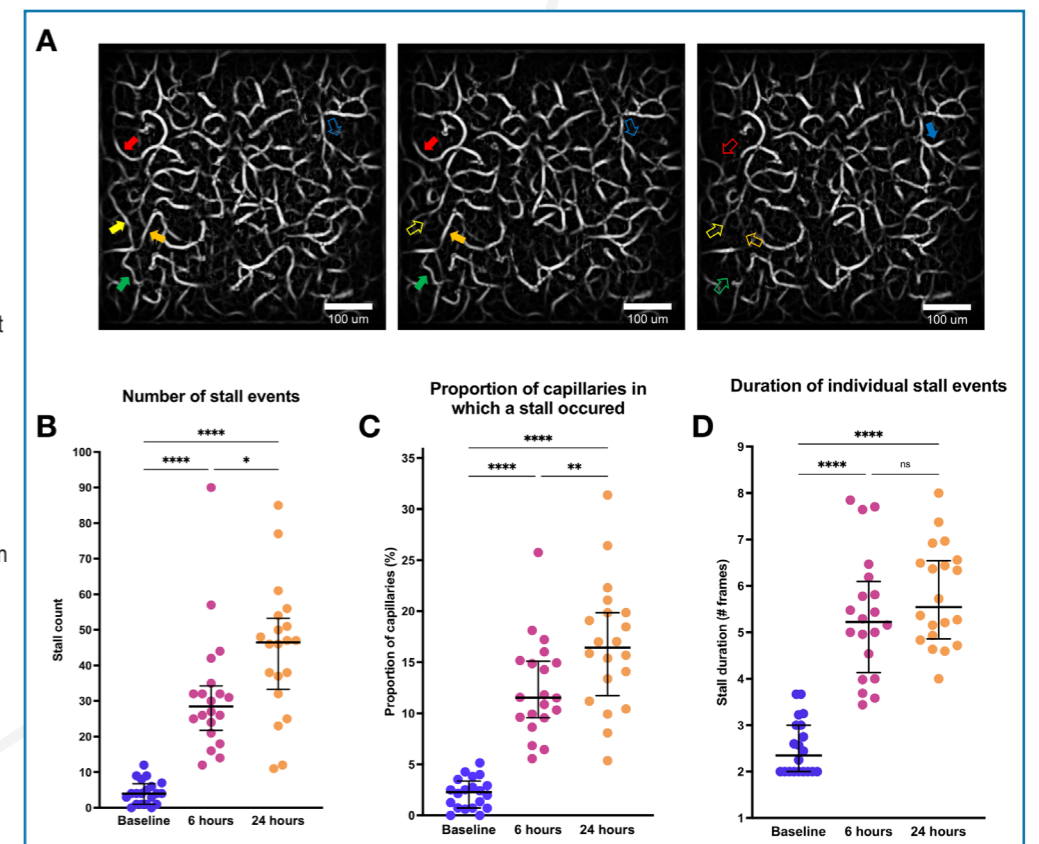 A
100 um
100 um
100 um
Number of stall events
Proportion of capillaries in
which a stall occured
Duration of individual stall events
B
****
****
*
Stall count
100
90
80
70
60
50
40
30
20
10
0
Baseline
6 hours
24 hours
C
****
****
**
Proportion of capillaries (%)
35
30
25
20
15
10
5
0
Baseline
6 hours
24 hours
D
****
****
ns
Stall duration (# frames)
9
8
7
6
5
4
3
2
1
Baseline
6 hours
24 hours